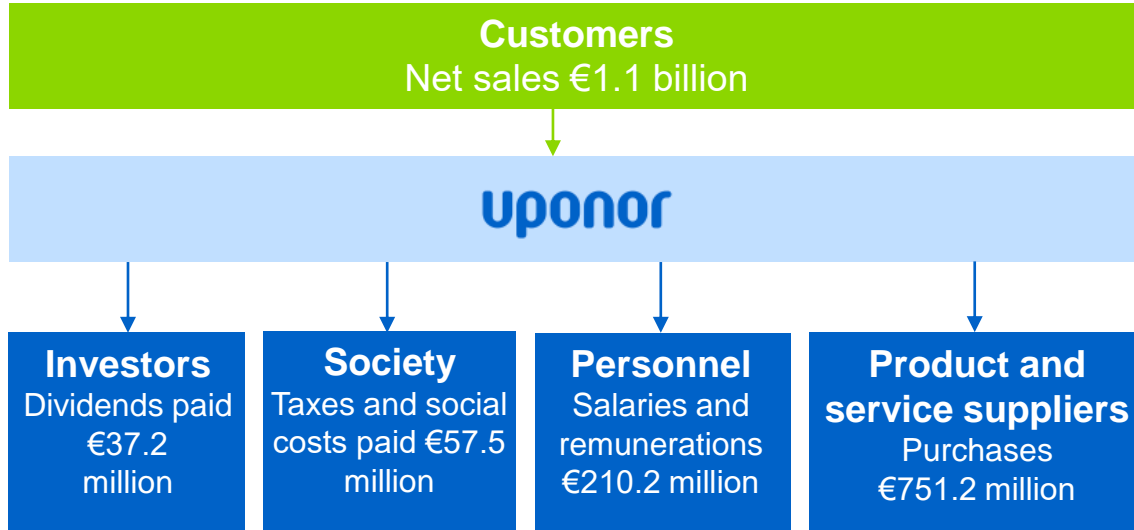 Customers
Net sales €1.1 billion
uponor
Investors
Dividends paid
€37.2
million
Society
Taxes and social
costs paid €57.5
million
Personnel
Salaries and
remunerations
€210.2 million
Product and
service suppliers
Purchases
€751.2 million